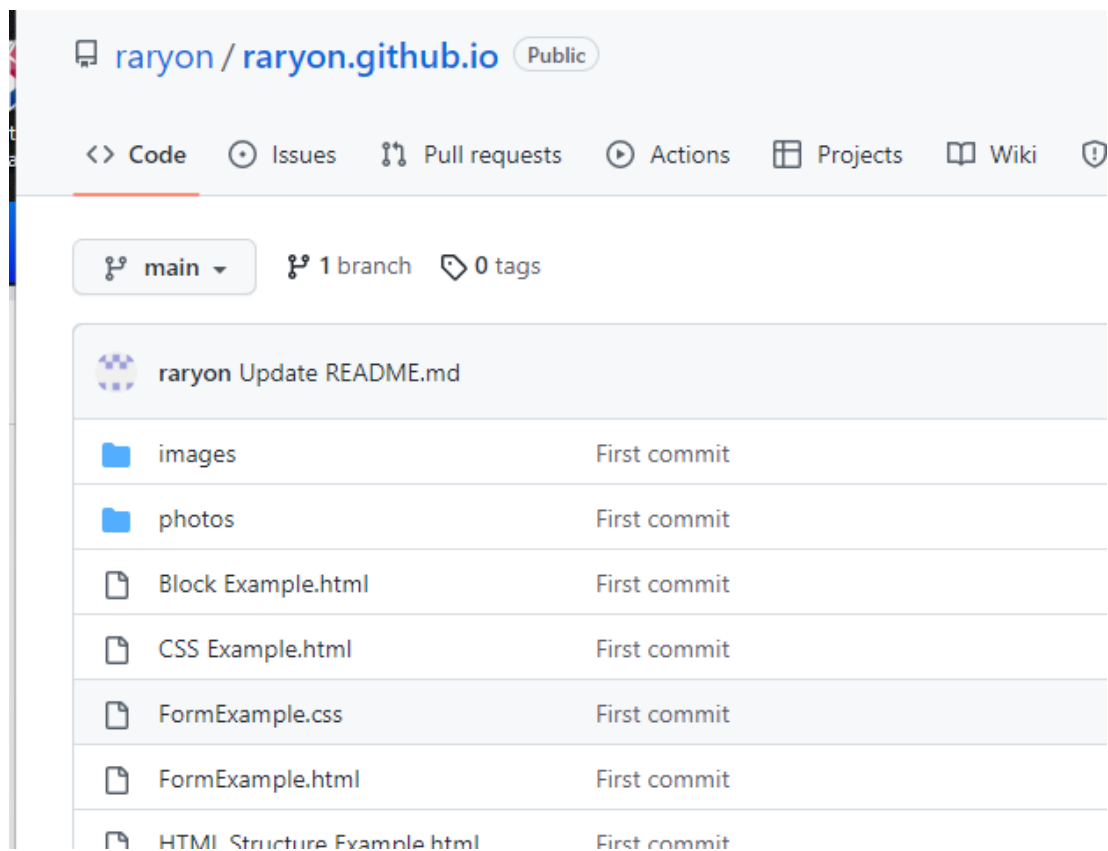 raryon / raryon.github.io Public
Code Issues Pull requests Actions Projects Wiki
main 1 branch 0 tags
raryon Update README.md
images First commit
photos First commit
Block Example.html First commit
CSS Example.html First commit
FormExample.css First commit
FormExample.html First commit
HTML Structure Example.html First commit